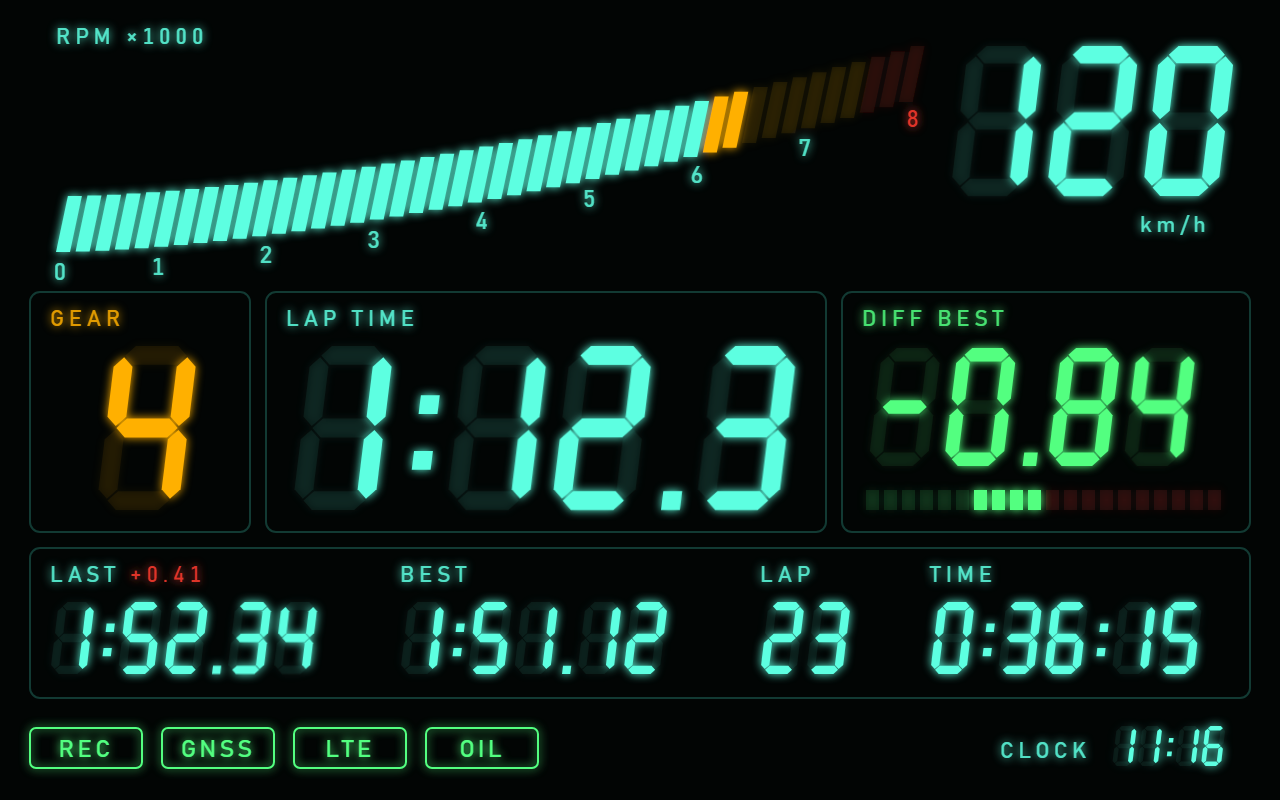 RPM ×1000
120
km/h
0 1 2 3 4 5 6 7 8
GEAR
4
LAP TIME
1:12.3
DIFF BEST
-0.84
LAST +0.41
1:52.34
BEST
1:51.12
LAP
23
TIME
0:36:15
REC GNSS LTE OIL
CLOCK 11:16